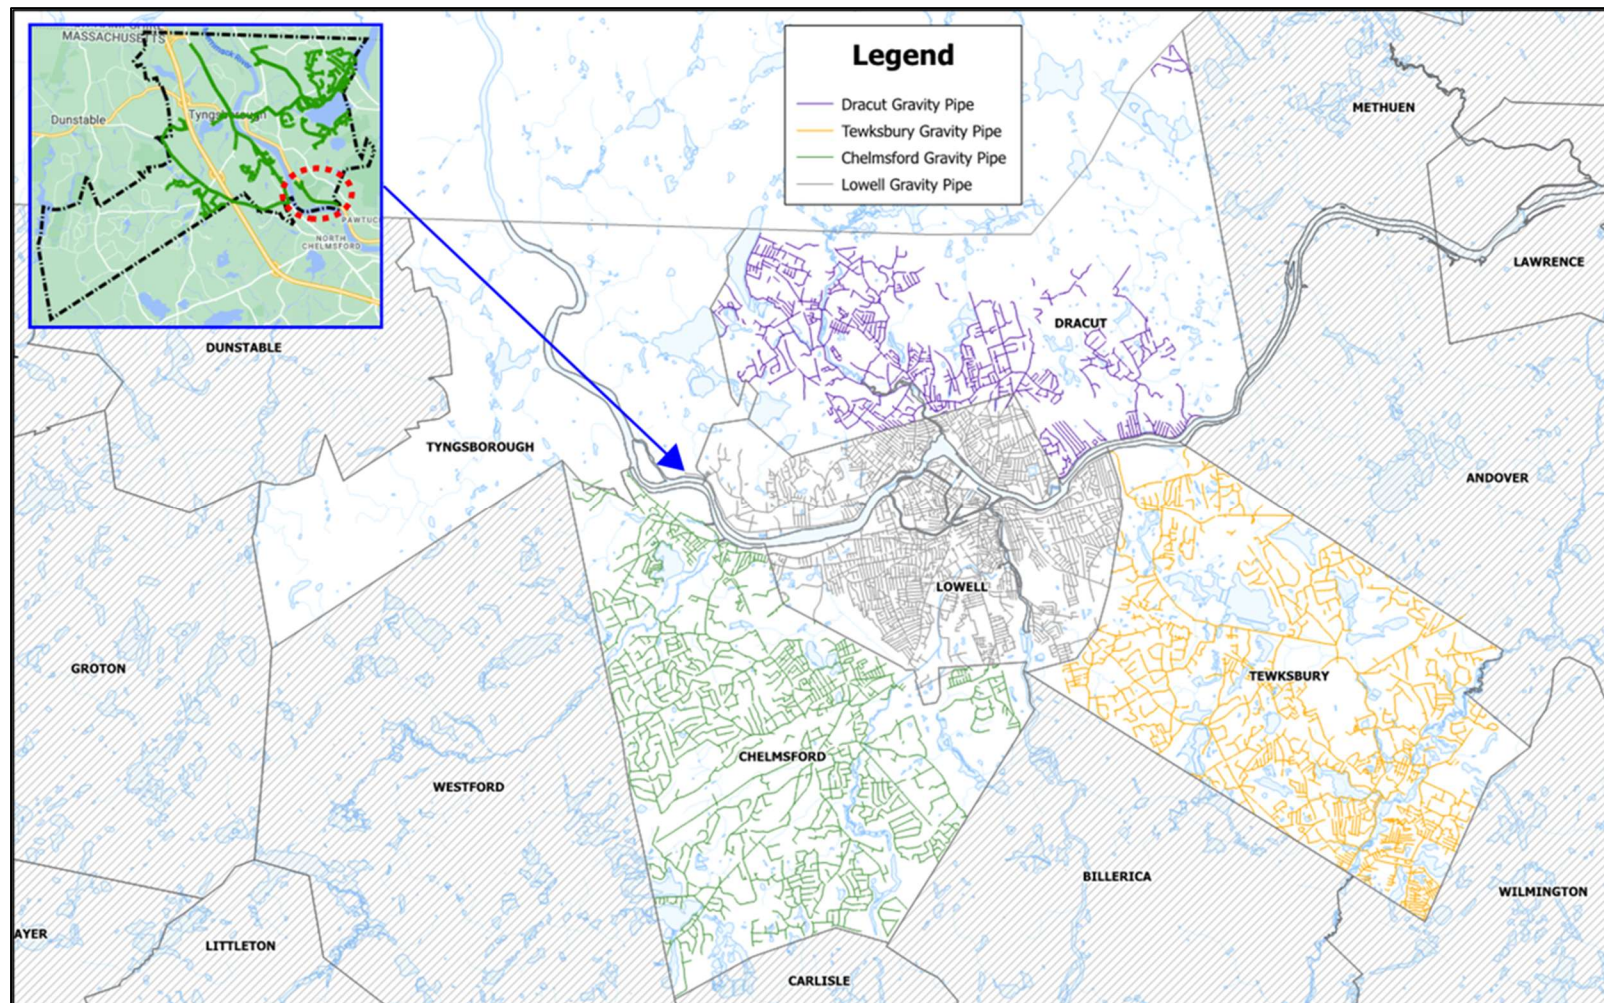 MASSACHUSETTS
Dunstable
Tyngsborough
NORTH
CHELMSFORD
Legend
Dracut Gravity Pipe
Tewksbury Gravity Pipe
Chelmsford Gravity Pipe
Lowell Gravity Pipe
METHUEN
LAWRENCE
DRACUT
DUNSTABLE
TYNGSBOROUGH
ANDOVER
LOWELL
GROTON
TEWKSBURY
CHELMSFORD
WESTFORD
BILLERICA
WILMINGTON
AYER
LITTLETON
CARLISLE